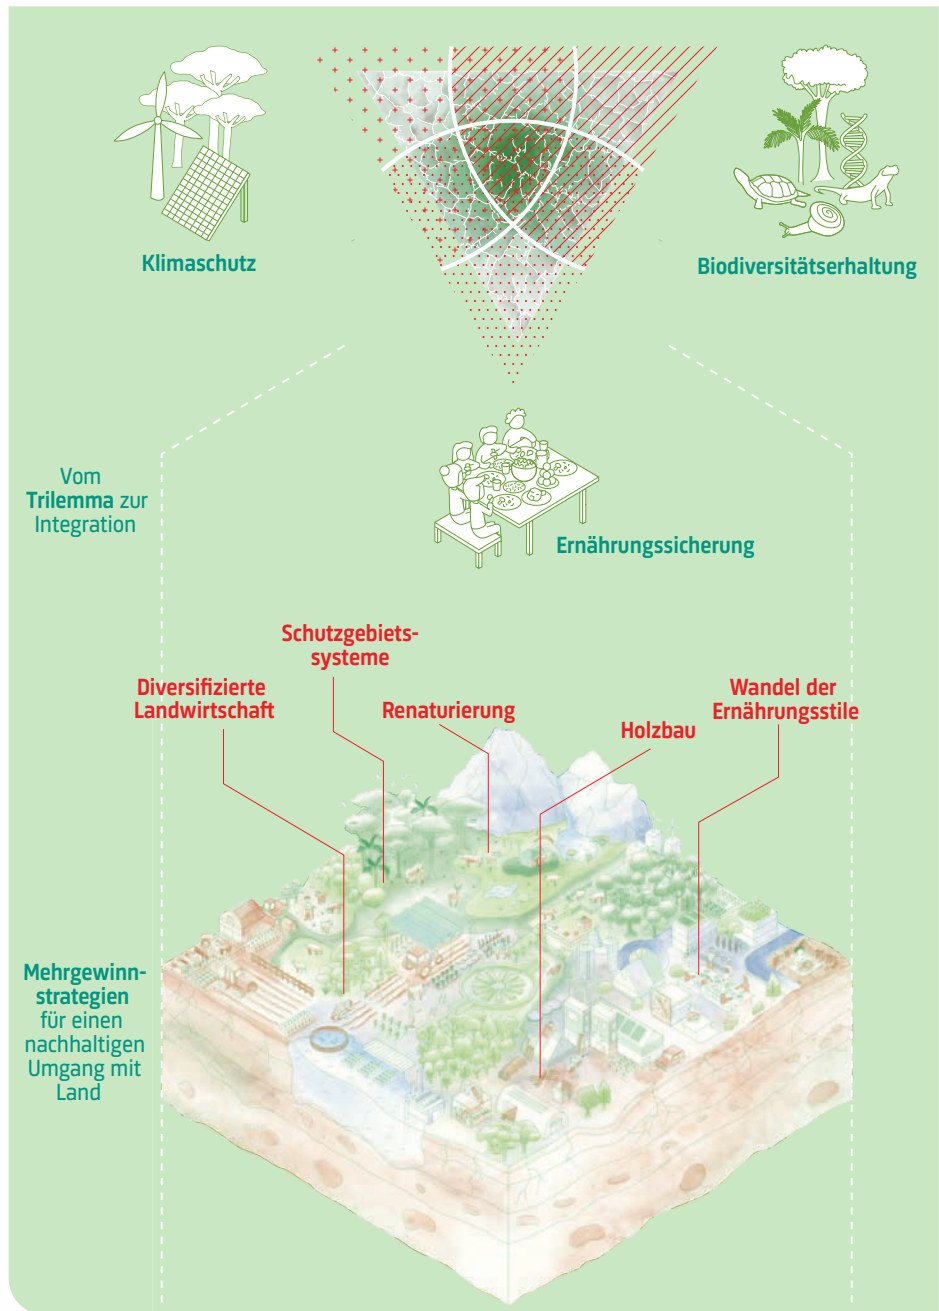 Klimaschutz
Biodiversitätserhaltung
Vom
Trilemma zur
Integration
Ernährungssicherung
Schutzgebiets-
systeme
Diversifizierte
Landwirtschaft
Renaturierung
Holzbau
Wandel der
Ernährungsstile
Mehrgewinn-
strategien
für einen
nachhaltigen
Umgang mit
Land